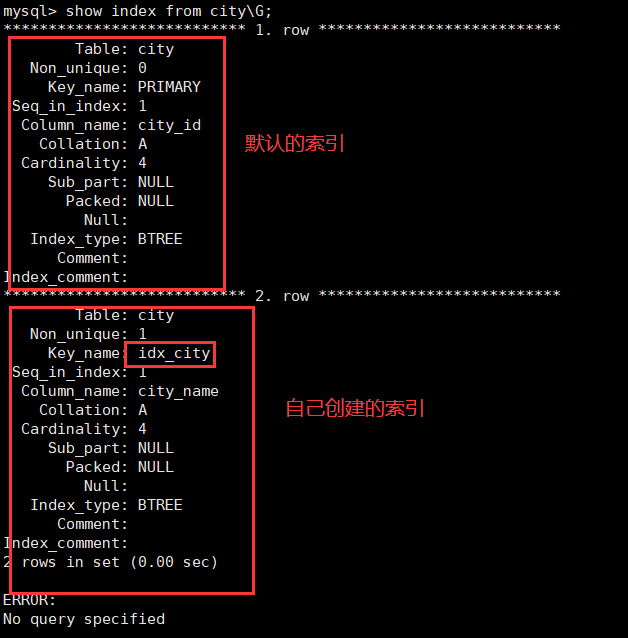 mysql> show index from city\G;
*************************** 1. row ***************************
Table: city
Non_unique: 0
Key_name: PRIMARY
Seq_in_index: 1
Column_name: city_id
默认的索引
Collation: A
Cardinality: 4
Sub_part: NULL
Packed: NULL
Null:
Index_type: BTREE
Comment:
Index_comment:
*************************** 2. row ***************************
Table: city
Non_unique: 1
Key_name: idx_city
Seq_in_index: 1
Column_name: city_name
自己创建的索引
Collation: A
Cardinality: 4
Sub_part: NULL
Packed: NULL
Null:
Index_type: BTREE
Comment:
Index_comment:
2 rows in set (0.00 sec)
ERROR:
No query specified